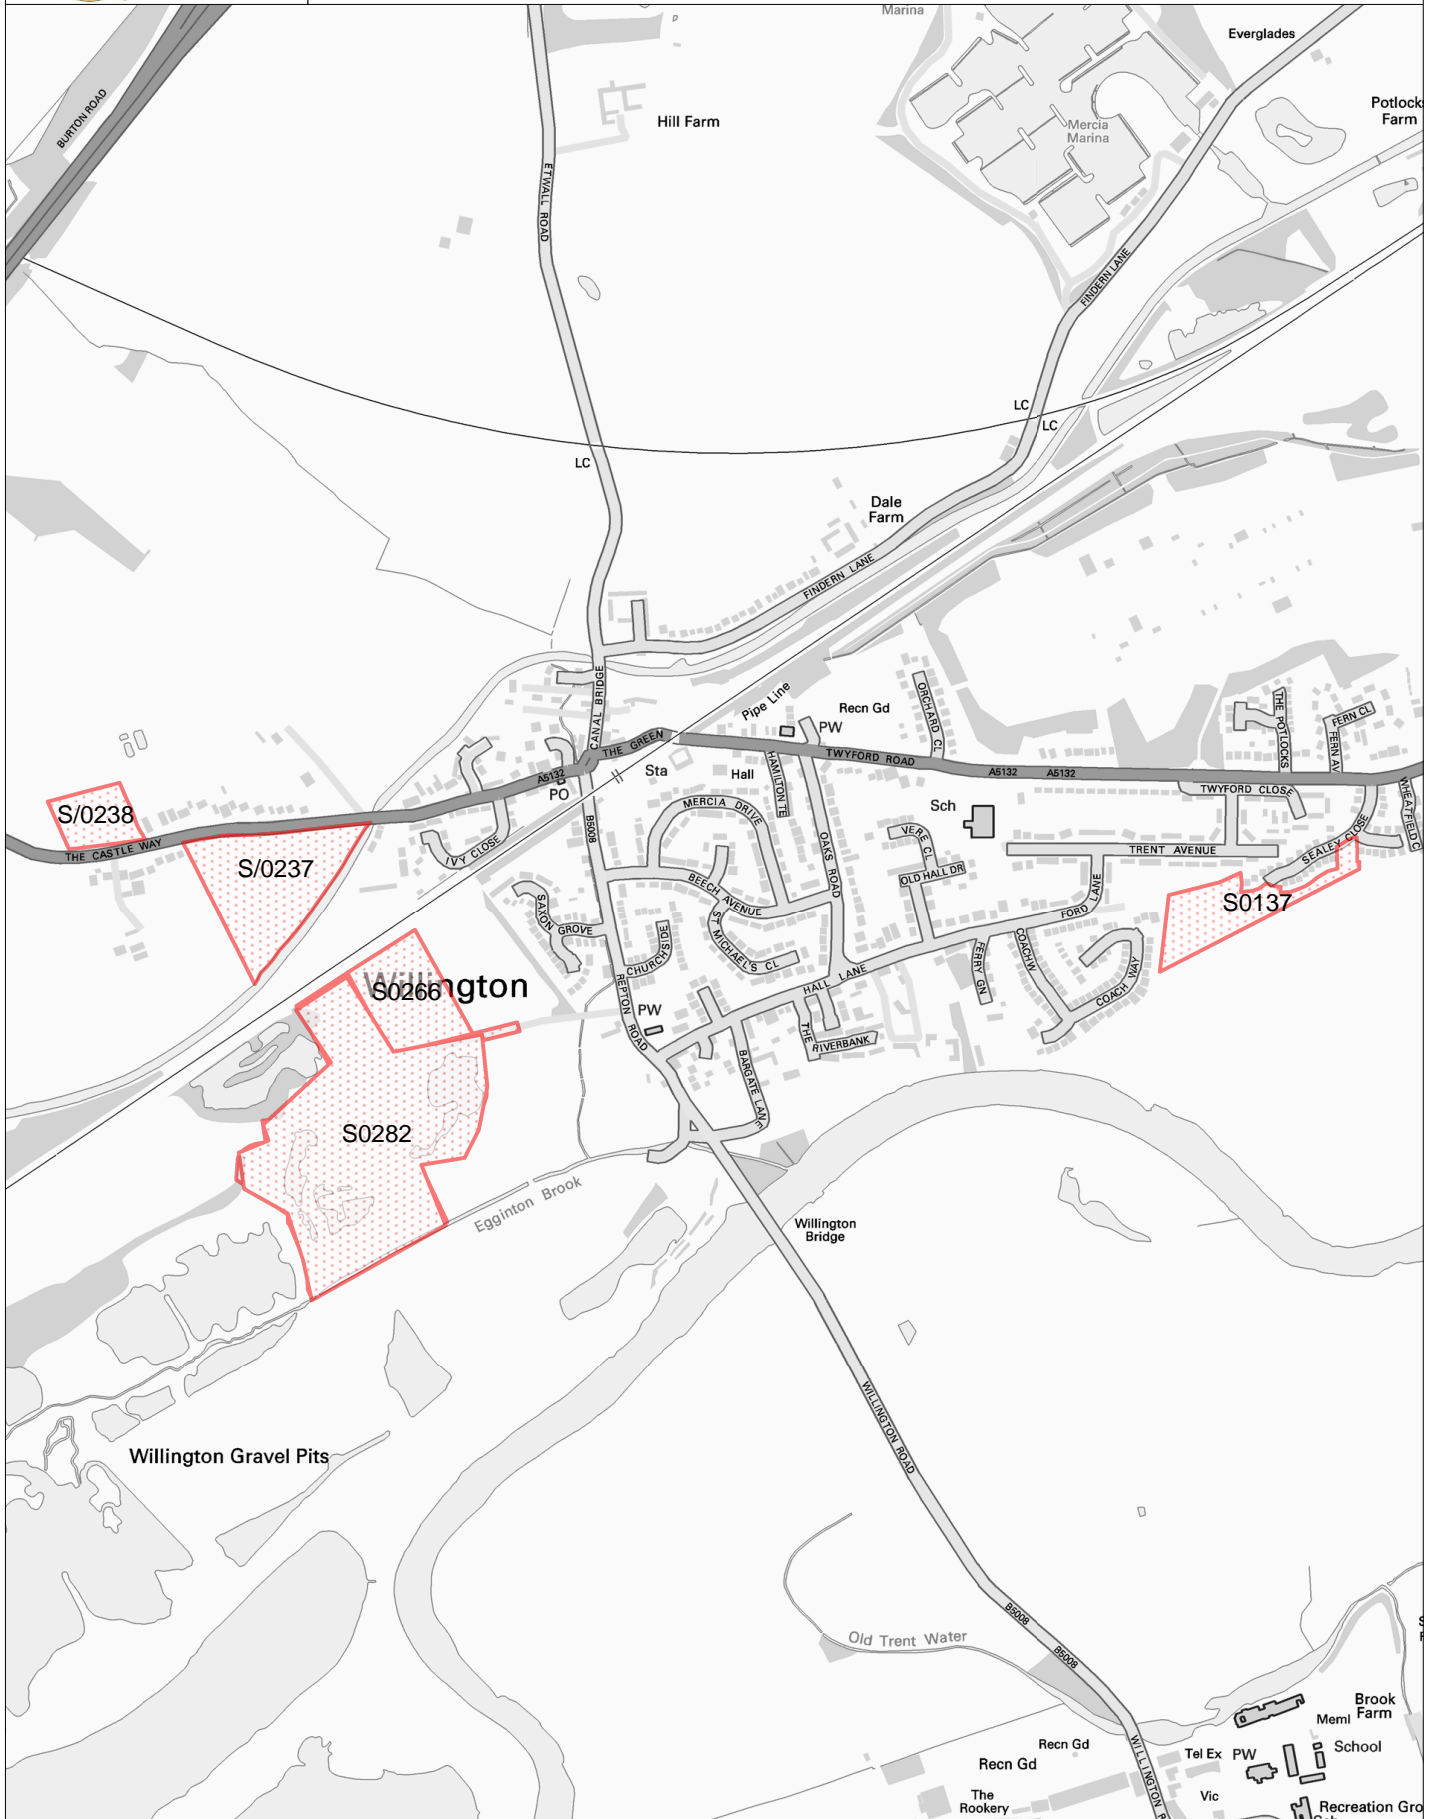 Marina
Everglades
BURTON ROAD
Hill Farm
Potlock
Farm
Mercia
Marina
ETWALL ROAD
FINDERN LANE
LC
LC
LC
Dale
Farm
FINDERN LANE
CANAL BRIDGE
Pipe Line
Recn Gd
PW
ORCHARD CL
THE POTLOCKS
FERN CL
FERN AV
THE GREEN
TWYFORD ROAD
A5132
A5132
A5132
PO
Sta
Hall
HAMILTON TE
TWYFORD CLOSE
WHEATFIELD C
S/0238
THE CASTLE WAY
MERCIA DRIVE
Sch
B5008
IVY CLOSE
OAKS ROAD
VERE CL
TRENT AVENUE
SEALEY CLOSE
S/0237
OLD HALL DR
BEECH AVENUE
FORD LANE
S0137
SAXON GROVE
ST MICHAEL'S CL
CHURCHSIDE
COACHW
FERRY GN
COACH WAY
HALL LANE
Willington
S0266
REPTON ROAD
PW
THE
RIVERBANK
BARGATE LANE
S0282
Egginton Brook
Willington
Bridge
WILLINGTON ROAD
Willington Gravel Pits
B5008
B5008
Old Trent Water
Brook
Farm
Meml
School
Recn Gd
Recn Gd
Tel Ex
PW
WILLINGTON R
The
Rookery
Vic
Recreation Gro